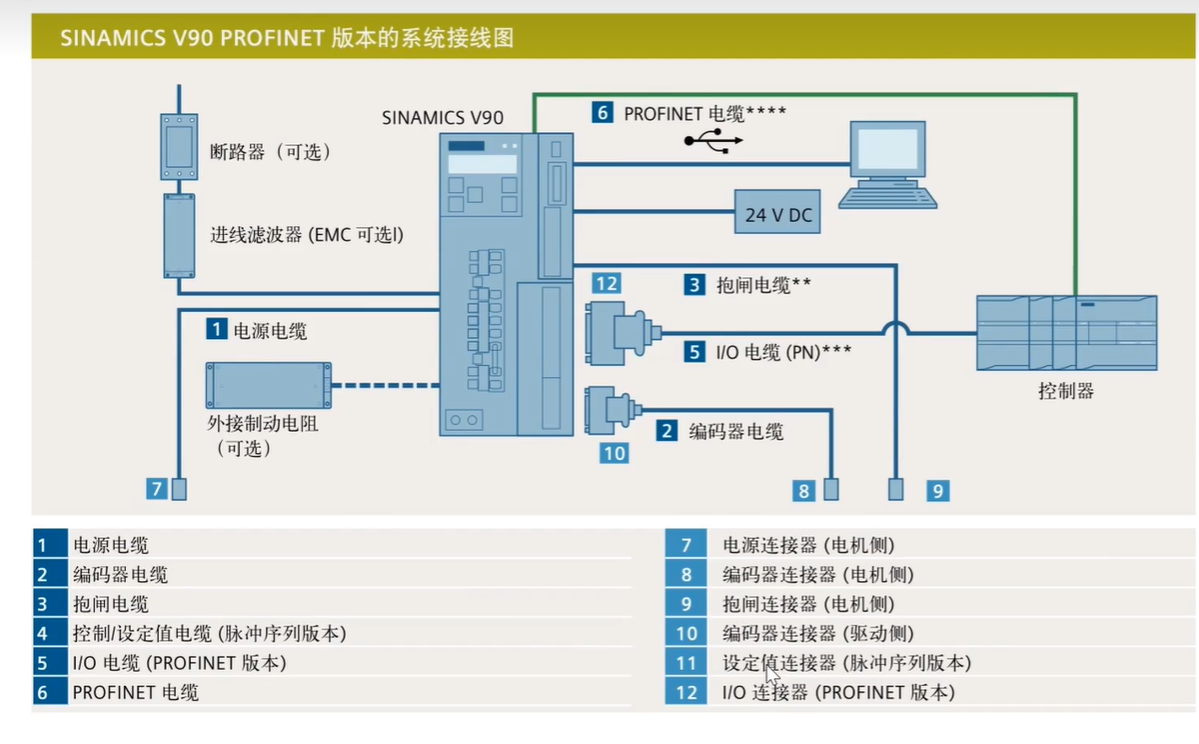 SINAMICS V90 PROFINET 版本的系统接线图
SINAMICS V90
6 PROFINET 电缆****
断路器（可选）
24 V DC
进线滤波器 (EMC 可选l)
12
3 抱闸电缆**
1 电源电缆
5 I/O 电缆 (PN)***
控制器
外接制动电阻
（可选）
2 编码器电缆
10
7
8
9
1 电源电缆
2 编码器电缆
3 抱闸电缆
4 控制/设定值电缆 (脉冲序列版本)
5 I/O 电缆 (PROFINET 版本)
6 PROFINET 电缆
7 电源连接器 (电机侧)
8 编码器连接器 (电机侧)
9 抱闸连接器 (电机侧)
10 编码器连接器 (驱动侧)
11 设定值连接器 (脉冲序列版本)
12 I/O 连接器 (PROFINET 版本)